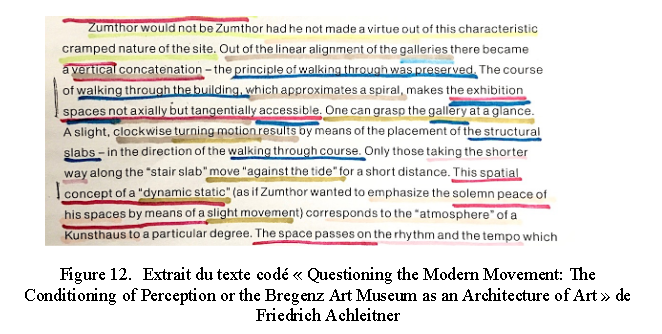 Zumthor would not be Zumthor had he not made a virtue out of this characteristic
cramped nature of the site. Out of the linear alignment of the galleries there became
a vertical concatenation – the principle of walking through was preserved. The course
of walking through the building, which approximates a spiral, makes the exhibition
spaces not axially but tangentially accessible. One can grasp the gallery at a glance.
A slight, clockwise turning motion results by means of the placement of the structural
slabs – in the direction of the walking through course. Only those taking the shorter
way along the "stair slab" move "against the tide" for a short distance. This spatial
concept of a "dynamic static" (as if Zumthor wanted to emphasize the solemn peace of
his spaces by means of a slight movement) corresponds to the "atmosphere" of a
Kunsthaus to a particular degree. The space passes on the rhythm and the tempo which
Figure 12. Extrait du texte codé « Questioning the Modern Movement: The
Conditioning of Perception or the Bregenz Art Museum as an Architecture of Art » de
Friedrich Achleitner